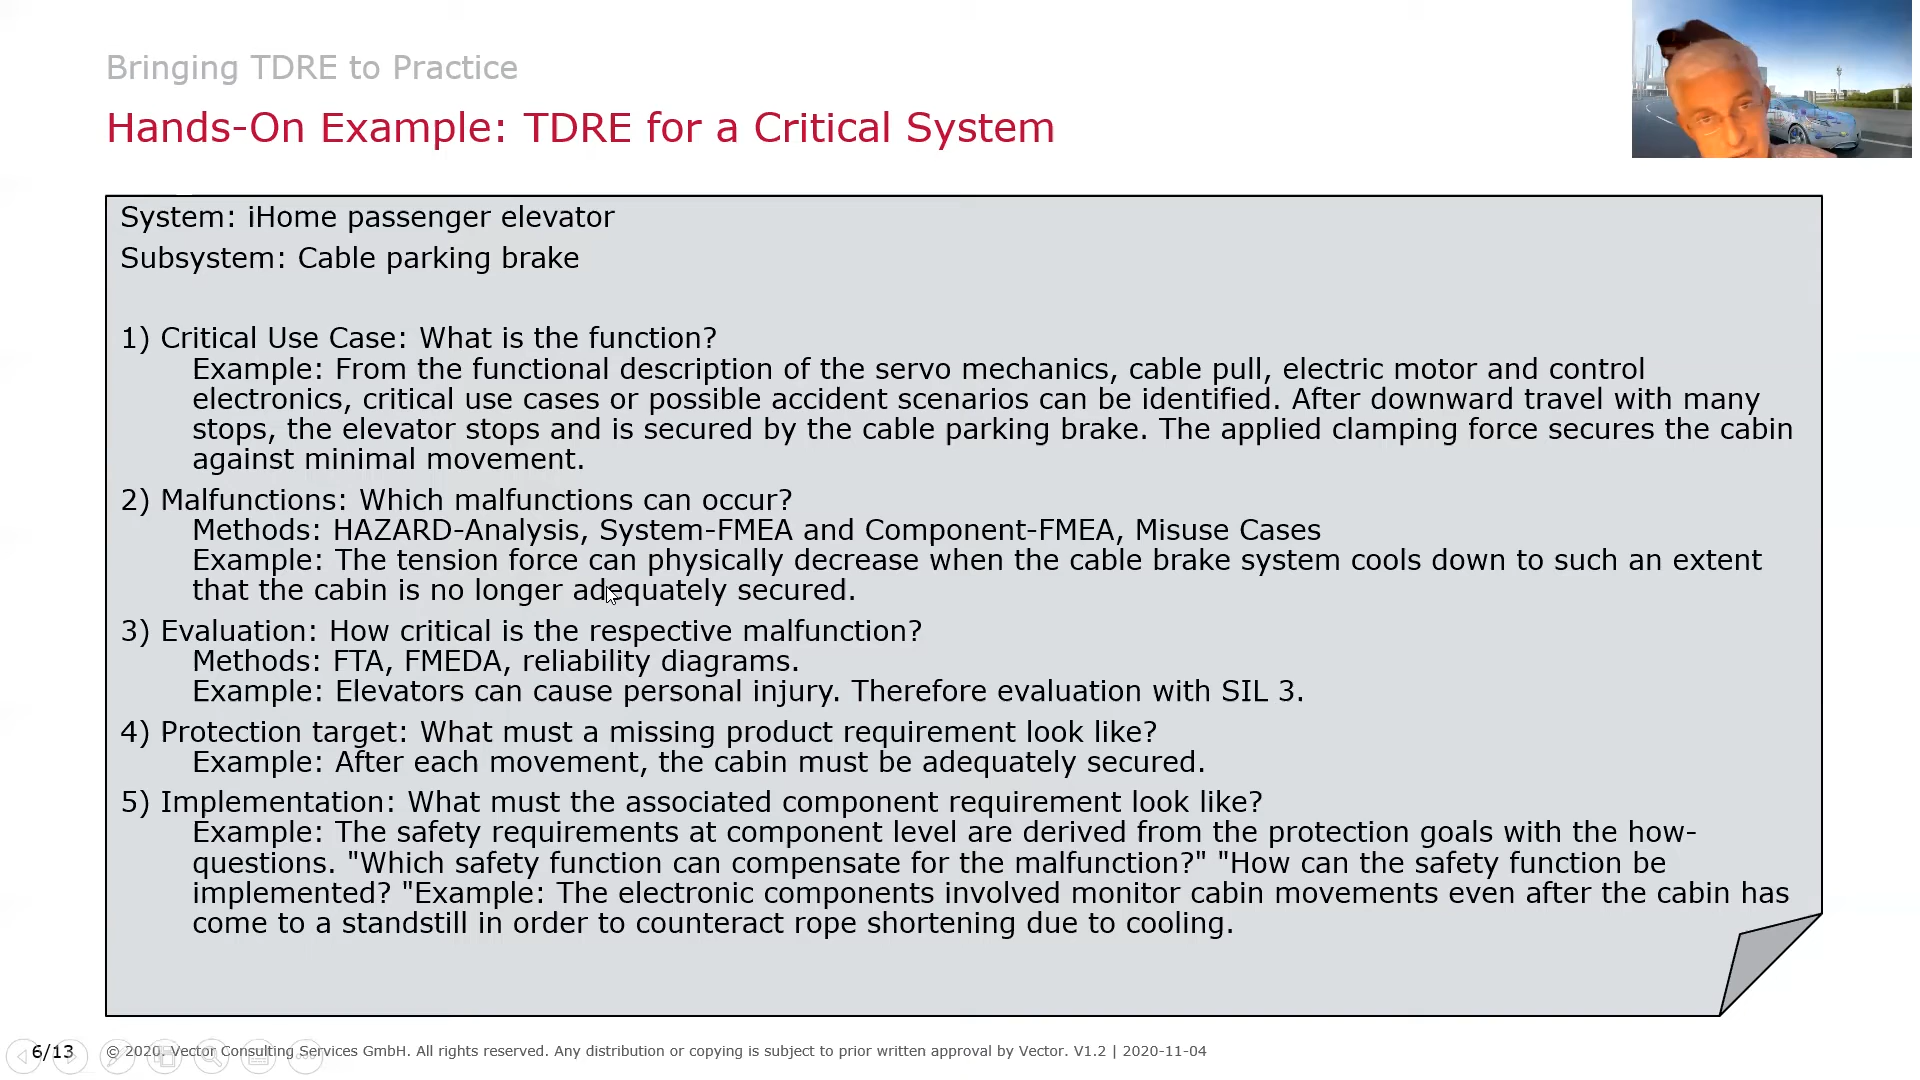 Bringing TDRE to Practice
Hands-On Example: TDRE for a Critical System
System: iHome passenger elevator
Subsystem: Cable parking brake
1) Critical Use Case: What is the function?
Example: From the functional description of the servo mechanics, cable pull, electric motor and control
electronics, critical use cases or possible accident scenarios can be identified. After downward travel with many
stops, the elevator stops and is secured by the cable parking brake. The applied clamping force secures the cabin
against minimal movement.
2) Malfunctions: Which malfunctions can occur?
Methods: HAZARD-Analysis, System-FMEA and Component-FMEA, Misuse Cases
Example: The tension force can physically decrease when the cable brake system cools down to such an extent
that the cabin is no longer adequately secured.
3) Evaluation: How critical is the respective malfunction?
Methods: FTA, FMEDA, reliability diagrams.
Example: Elevators can cause personal injury. Therefore evaluation with SIL 3.
4) Protection target: What must a missing product requirement look like?
Example: After each movement, the cabin must be adequately secured.
5) Implementation: What must the associated component requirement look like?
Example: The safety requirements at component level are derived from the protection goals with the how-
questions. "Which safety function can compensate for the malfunction?" "How can the safety function be
implemented? "Example: The electronic components involved monitor cabin movements even after the cabin has
come to a standstill in order to counteract rope shortening due to cooling.
6/13 © 2020. Vector Consulting Services GmbH. All rights reserved. Any distribution or copying is subject to prior written approval by Vector. V1.2 | 2020-11-04